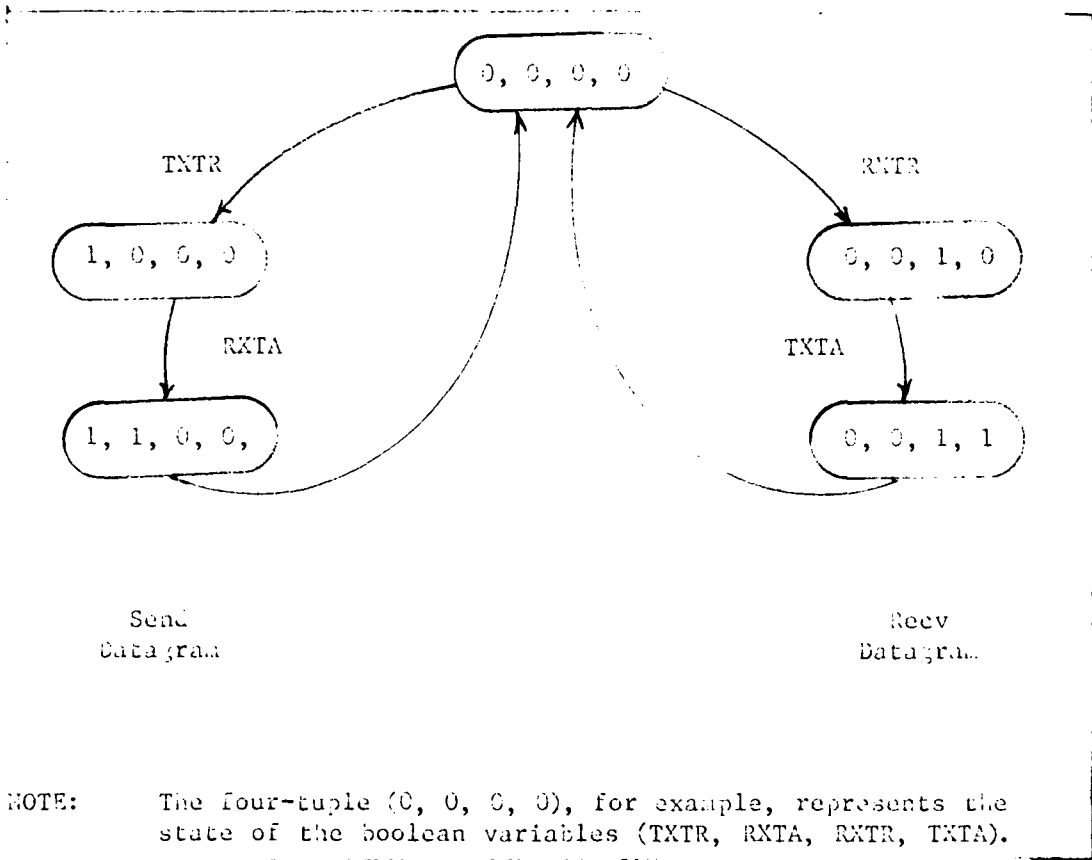 0, 0, 0, 0
TXTR
RXTR
1, 0, 0, 0
0, 0, 1, 0
RXTA
TXTA
1, 1, 0, 0,
0, 0, 1, 1
Send
Recv
Datagram
Datagram
NOTE: The four-tuple (0, 0, 0, 0), for example, represents the
state of the boolean variables (TXTR, RXTA, RXTR, TXTA).